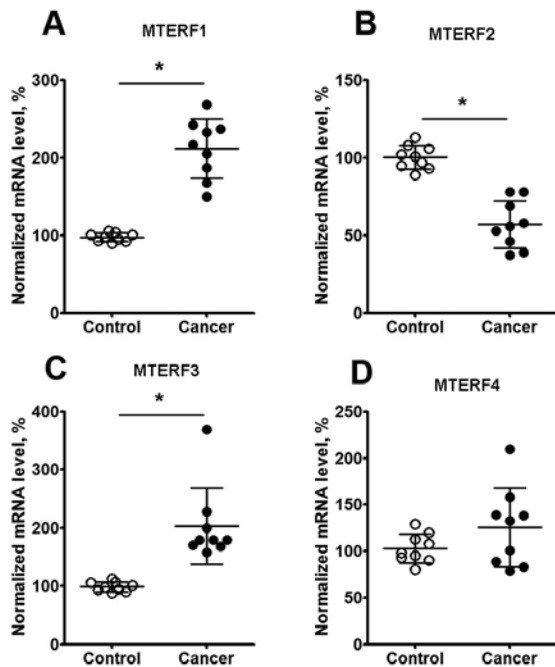 A
MTERF1
Normalized mRNA level, %
300
200
100
0
*
Control
Cancer
B
MTERF2
Normalized mRNA level, %
150
100
50
0
*
Control
Cancer
C
MTERF3
Normalized mRNA level, %
400
300
200
100
0
*
Control
Cancer
D
MTERF4
Normalized mRNA level, %
250
200
150
100
50
0
Control
Cancer